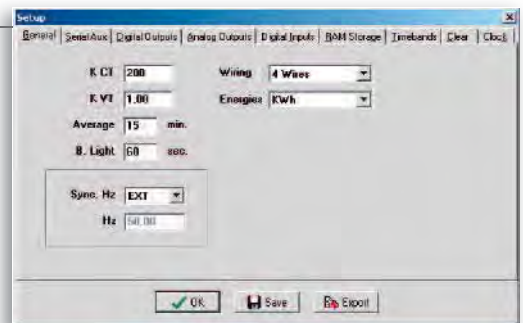 Setup
General Serial Aux Digital Outputs Analog Outputs Digital Inputs RAM Storage Timebands Clear Clock
K CT 200 Wiring 4 Wires
K VT 1.00 Energies KWh
Average 15 min.
B. Light 60 sec.
Sync. Hz EXT
Hz 50.00
OK Save Export